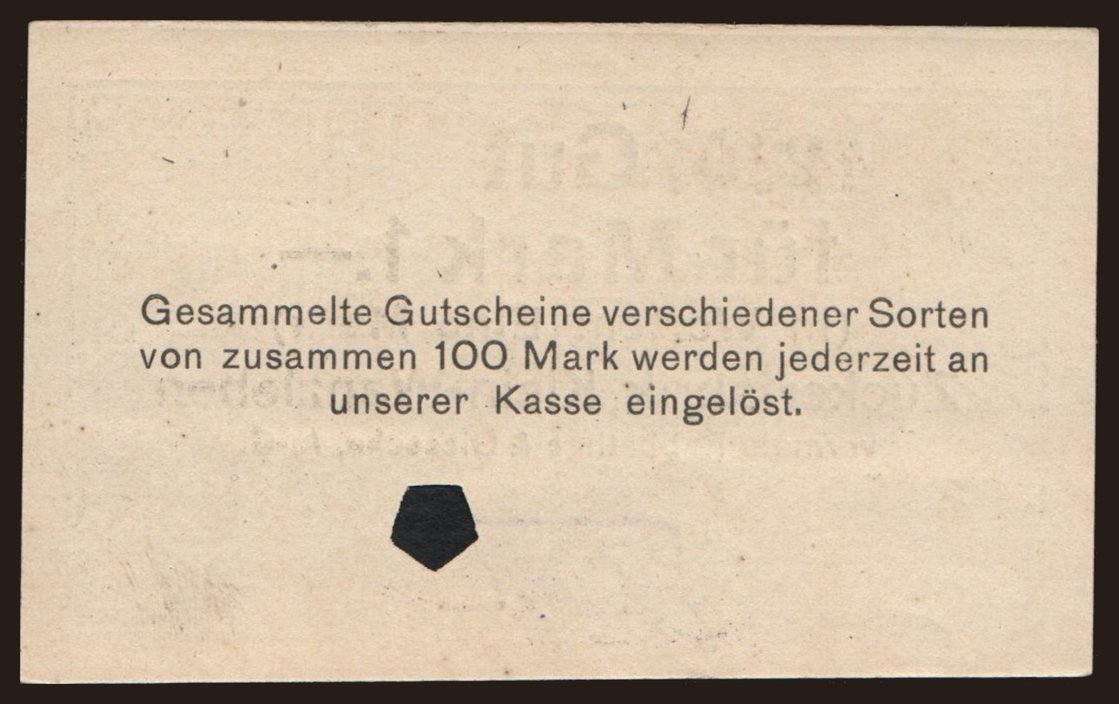 Gesammelte Gutscheine verschiedener Sorten
von zusammen 100 Mark werden jederzeit an
unserer Kasse eingelöst.